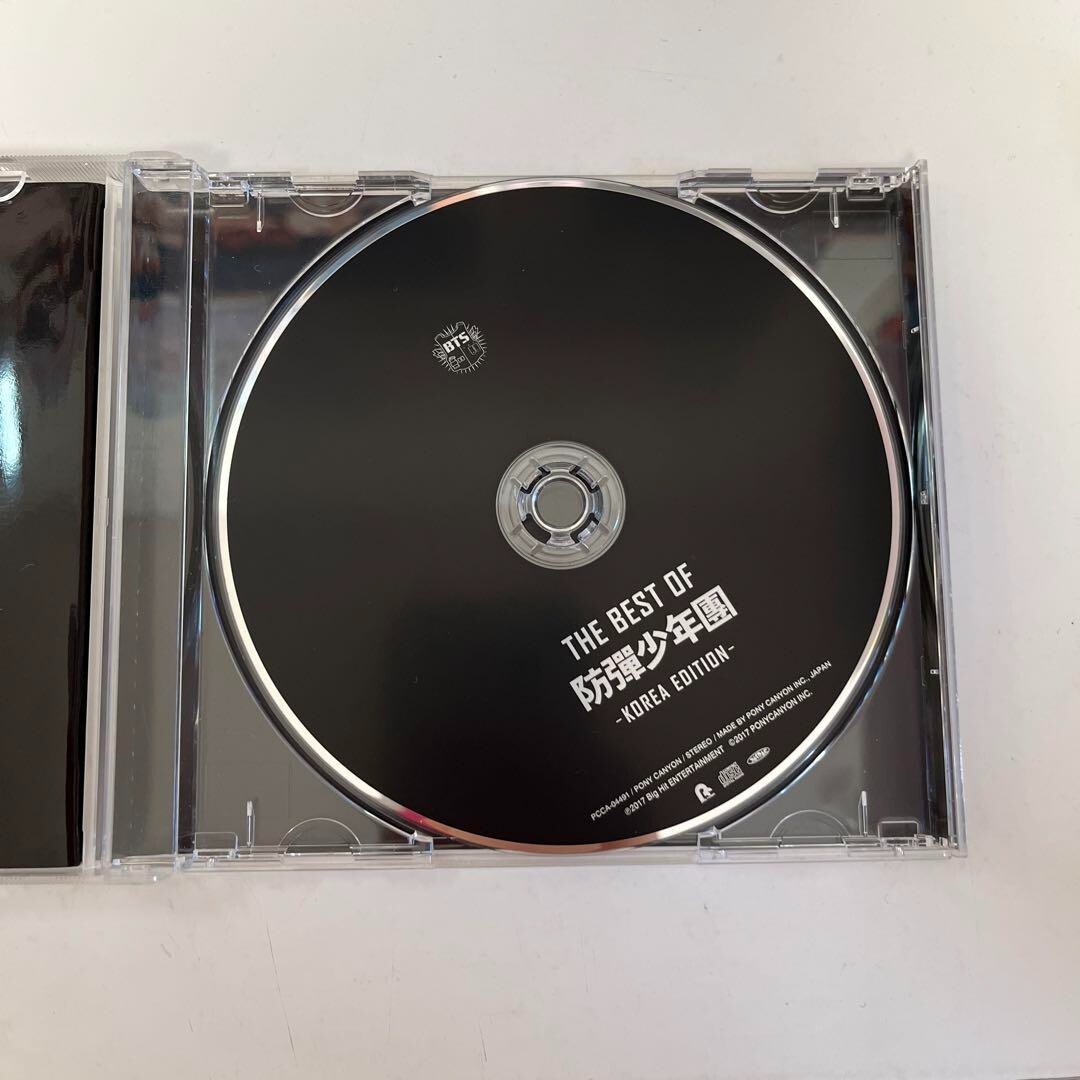 BTS
THE BEST OF
防彈少年團
-KOREA EDITION-
PCCA-04491 / PONY CANYON / STEREO / MADE BY PONY CANYON INC., JAPAN
℗2017 Big Hit ENTERTAINMENT ©2017 PONYCANYON INC.